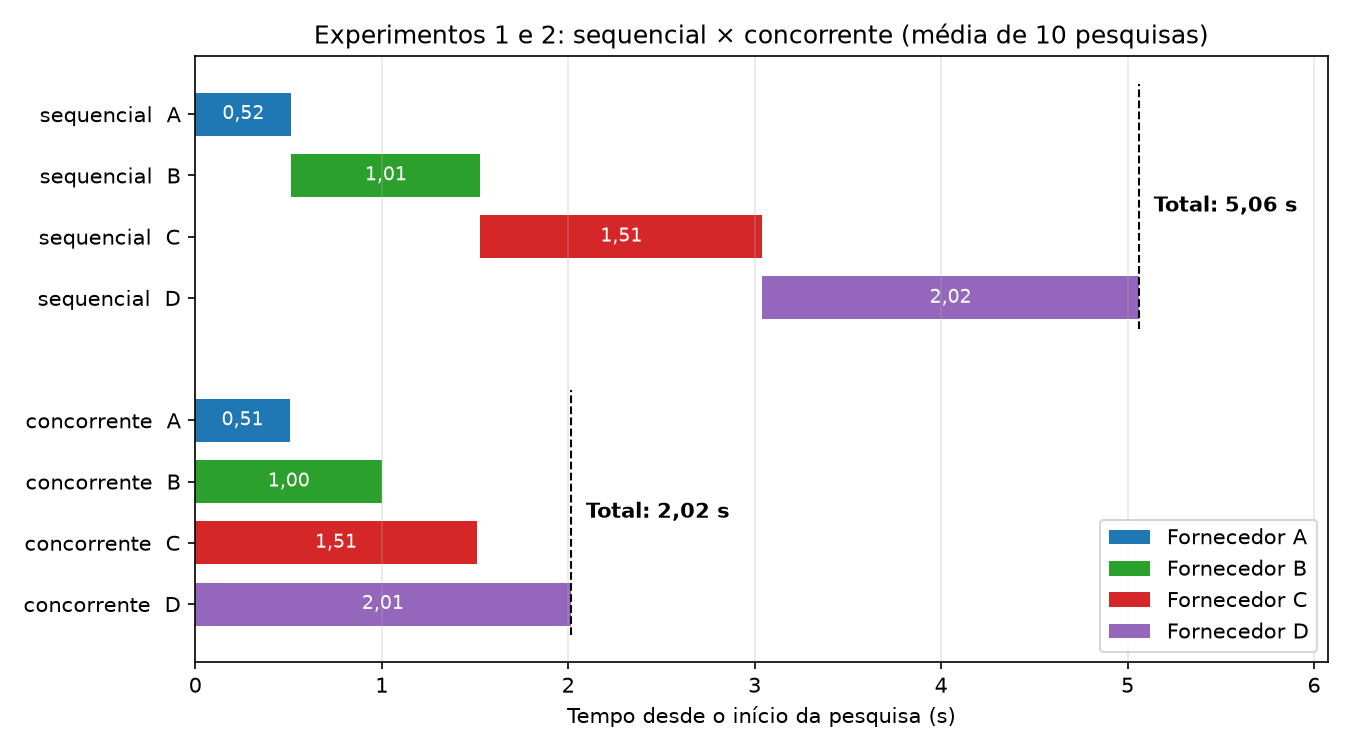 Experimentos 1 e 2: sequencial × concorrente (média de 10 pesquisas)
sequencial A
0,52
sequencial B
1,01
Total: 5,06 s
sequencial C
1,51
sequencial D
2,02
concorrente A
0,51
concorrente B
1,00
Total: 2,02 s
concorrente C
1,51
concorrente D
2,01
Fornecedor A
Fornecedor B
Fornecedor C
Fornecedor D
0 1 2 3 4 5 6
Tempo desde o início da pesquisa (s)